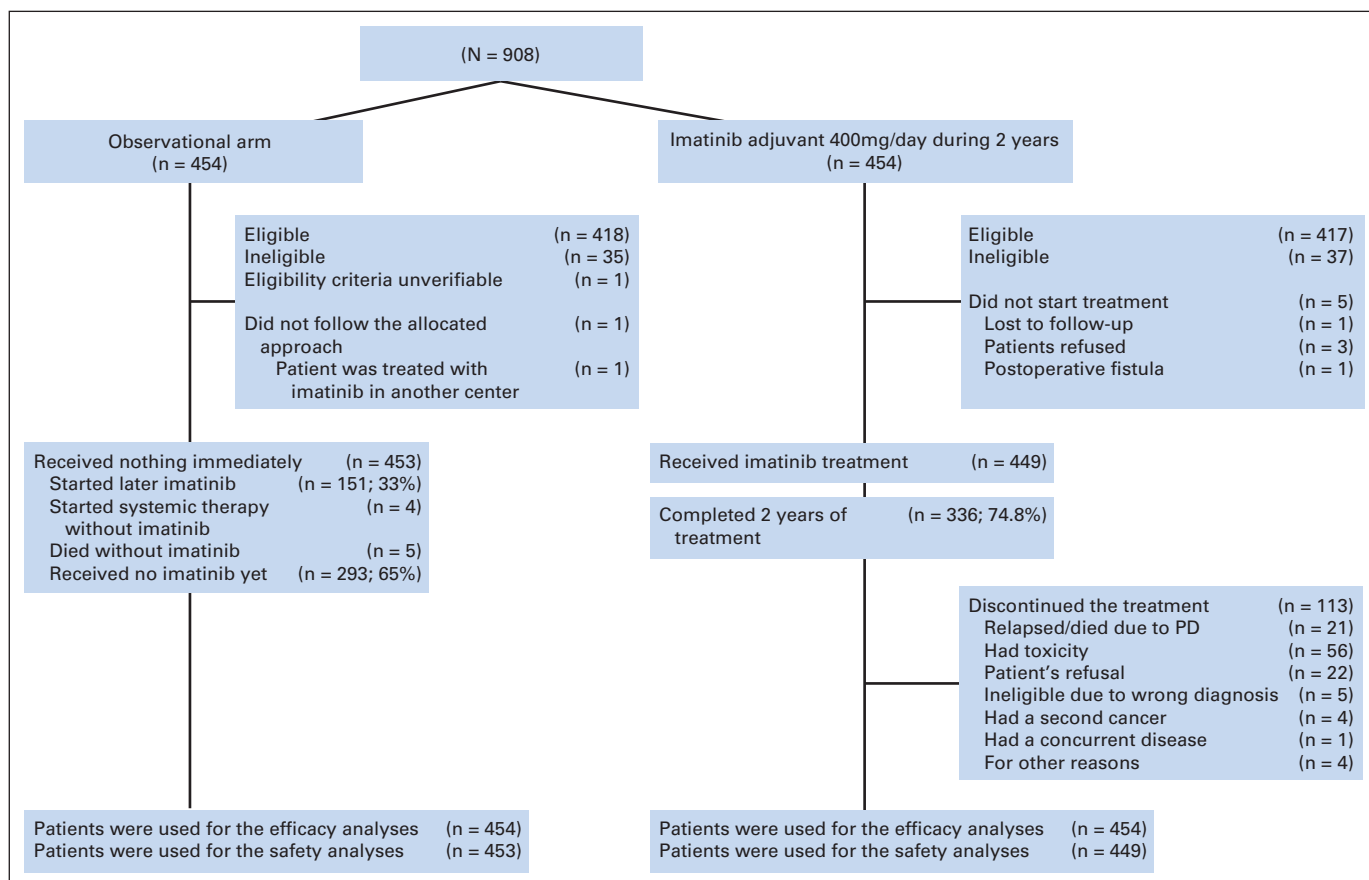 (N = 908)
Observational arm
(n = 454)
Imatinib adjuvant 400mg/day during 2 years
(n = 454)
Eligible (n = 418)
Ineligible (n = 35)
Eligibility criteria unverifiable (n = 1)
Did not follow the allocated (n = 1)
approach
Patient was treated with (n = 1)
imatinib in another center
Eligible (n = 417)
Ineligible (n = 37)
Did not start treatment (n = 5)
Lost to follow-up (n = 1)
Patients refused (n = 3)
Postoperative fistula (n = 1)
Received nothing immediately (n = 453)
Started later imatinib (n = 151; 33%)
Started systemic therapy (n = 4)
without imatinib
Died without imatinib (n = 5)
Received no imatinib yet (n = 293; 65%)
Received imatinib treatment (n = 449)
Completed 2 years of (n = 336; 74.8%)
treatment
Discontinued the treatment (n = 113)
Relapsed/died due to PD (n = 21)
Had toxicity (n = 56)
Patient's refusal (n = 22)
Ineligible due to wrong diagnosis (n = 5)
Had a second cancer (n = 4)
Had a concurrent disease (n = 1)
For other reasons (n = 4)
Patients were used for the efficacy analyses (n = 454)
Patients were used for the safety analyses (n = 453)
Patients were used for the efficacy analyses (n = 454)
Patients were used for the safety analyses (n = 449)